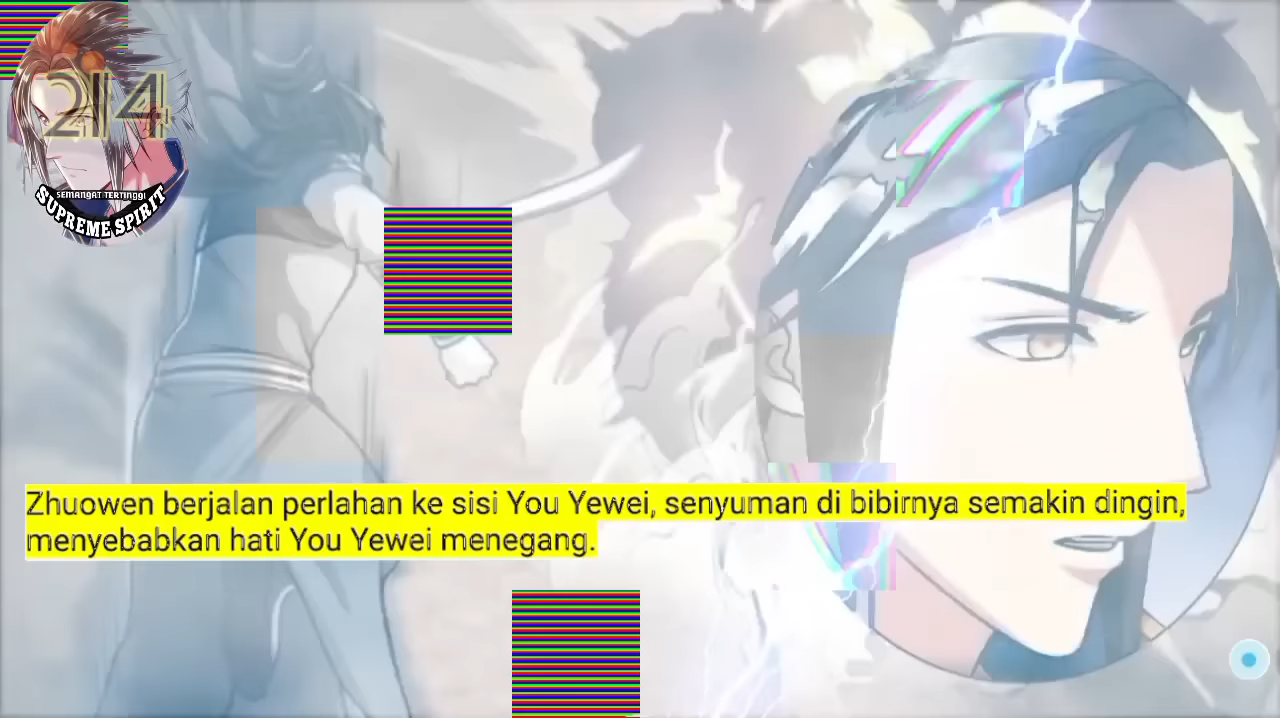 214
SEMANGAT TERTINGGI
SUPREME SPIRIT
Zhuowen berjalan perlahan ke sisi You Yewei, senyuman di bibirnya semakin dingin,
menyebabkan hati You Yewei menegang.